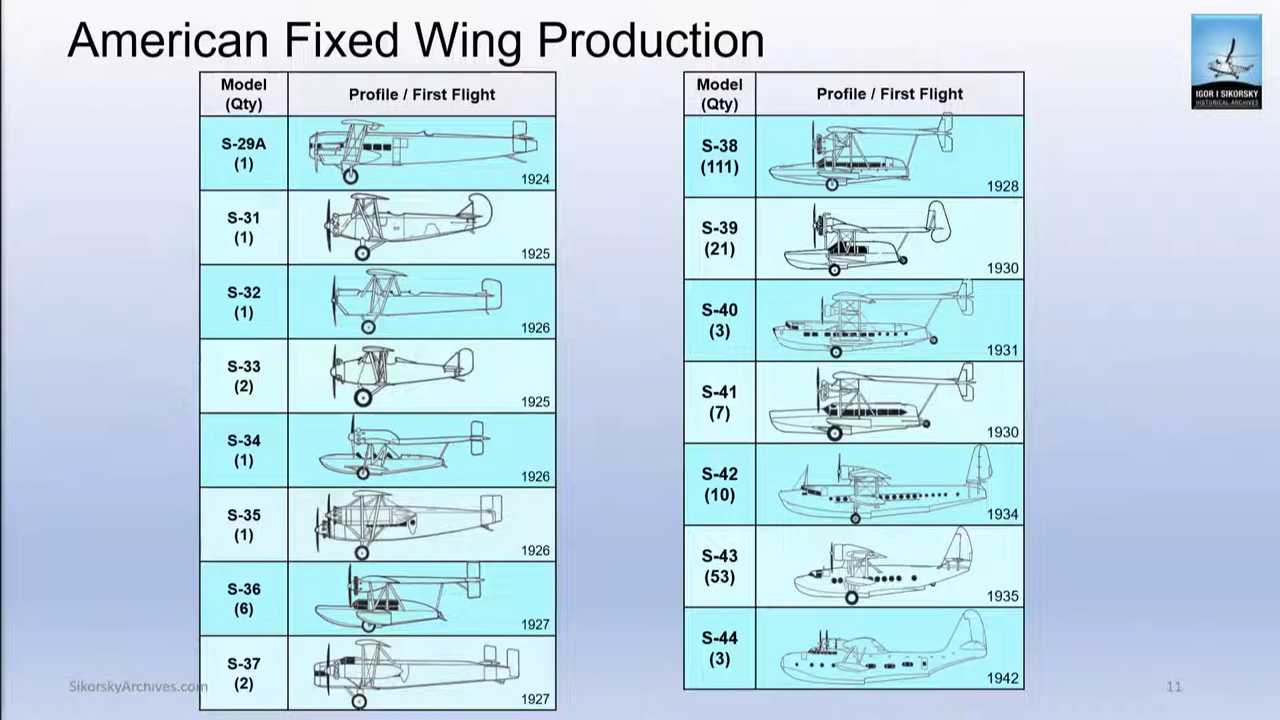 American Fixed Wing Production
IGOR I SIKORSKY
HISTORICAL ARCHIVES
Model
(Qty)
Profile / First Flight
S-29A
(1)
1924
S-31
(1)
1925
S-32
(1)
1926
S-33
(2)
1925
S-34
(1)
1926
S-35
(1)
1926
S-36
(6)
1927
S-37
(2)
1927
Model
(Qty)
Profile / First Flight
S-38
(111)
1928
S-39
(21)
1930
S-40
(3)
1931
S-41
(7)
1930
S-42
(10)
1934
S-43
(53)
1935
S-44
(3)
1942
SikorskyArchives.com
11